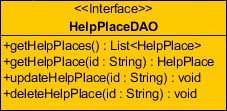 <<Interface>>
HelpPlaceDAO
+getHelpPlaces() : List<HelpPlace>
+getHelpPlace(id : String) : HelpPlace
+updateHelpPlace(id : String) : void
+deleteHelpPlace(id : String) : void